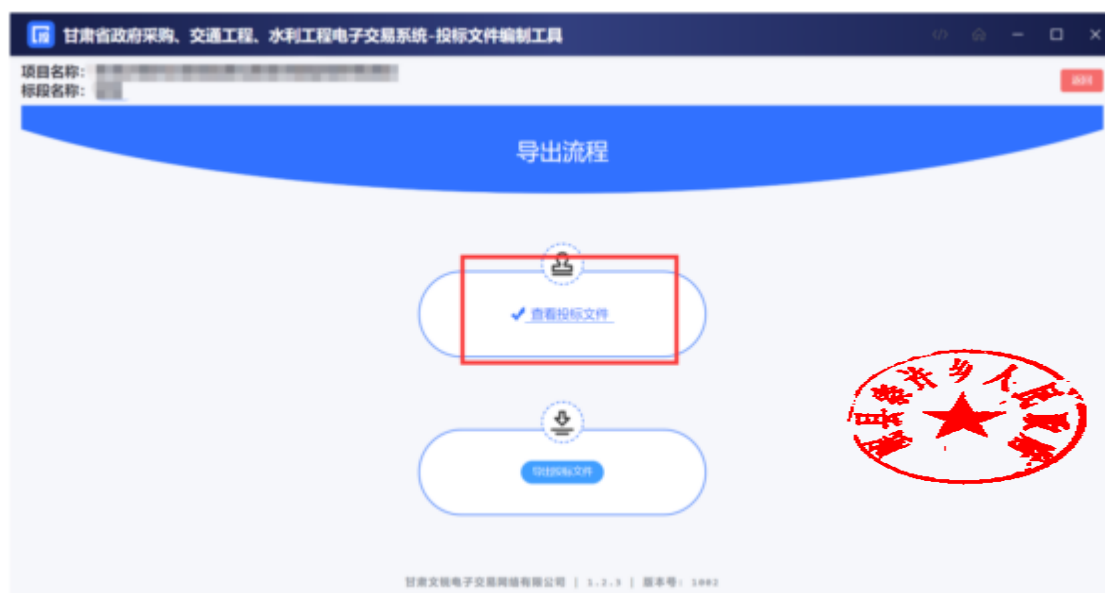 甘肃省政府采购、交通工程、水利工程电子交易系统-投标文件编制工具
项目名称：
标段名称：
返回
导出流程
查看投标文件
导出投标文件
甘肃文锐电子交易网络有限公司 | 1.2.3 | 版本号: 1002